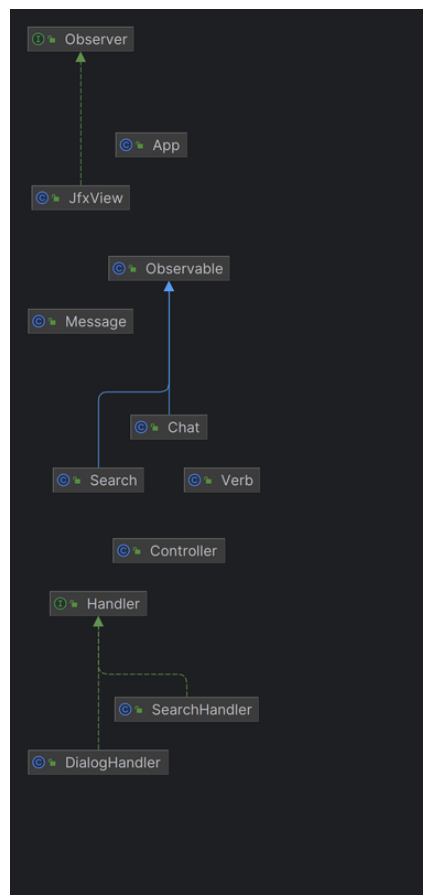 Observer
App
JfxView
Observable
Message
Chat
Search
Verb
Controller
Handler
SearchHandler
DialogHandler